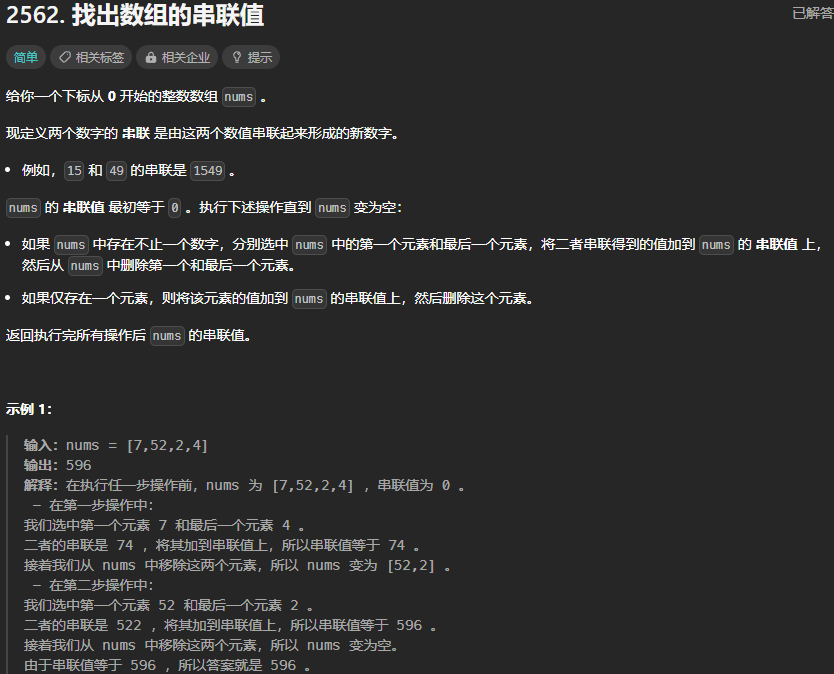 2562. 找出数组的串联值
已解答
简单 相关标签 相关企业 提示
给你一个下标从 0 开始的整数数组 nums 。
现定义两个数字的 串联 是由这两个数值串联起来形成的新数字。
• 例如，15 和 49 的串联是 1549 。
nums 的 串联值 最初等于 0 。执行下述操作直到 nums 变为空：
• 如果 nums 中存在不止一个数字，分别选中 nums 中的第一个元素和最后一个元素，将二者串联得到的值加到 nums 的 串联值 上，
然后从 nums 中删除第一个和最后一个元素。
• 如果仅存在一个元素，则将该元素的值加到 nums 的串联值上，然后删除这个元素。
返回执行完所有操作后 nums 的串联值。
示例 1：
输入：nums = [7,52,2,4]
输出：596
解释：在执行任一步操作前，nums 为 [7,52,2,4] ，串联值为 0 。
– 在第一步操作中：
我们选中第一个元素 7 和最后一个元素 4 。
二者的串联是 74 ，将其加到串联值上，所以串联值等于 74 。
接着我们从 nums 中移除这两个元素，所以 nums 变为 [52,2] 。
– 在第二步操作中：
我们选中第一个元素 52 和最后一个元素 2 。
二者的串联是 522 ，将其加到串联值上，所以串联值等于 596 。
接着我们从 nums 中移除这两个元素，所以 nums 变为空。
由于串联值等于 596 ，所以答案就是 596 。